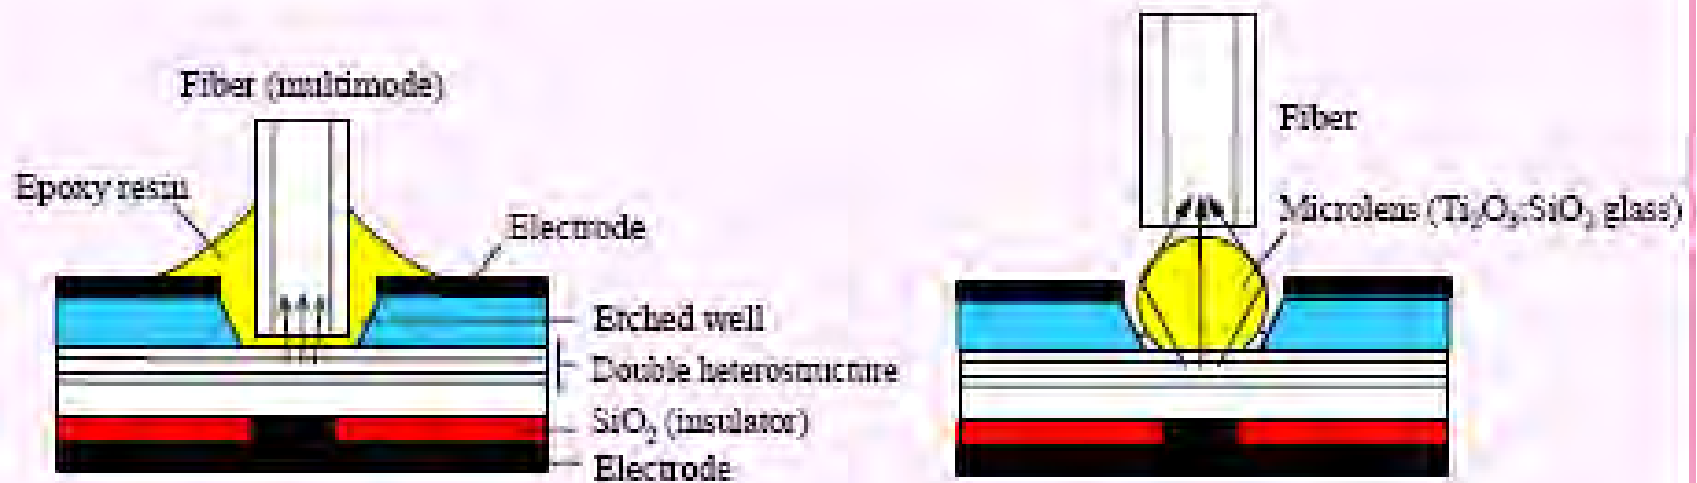 Fiber (multimode)
Epoxy resin
Electrode
Etched well
Double heterostructure
SiO₂ (insulator)
Electrode
Fiber
Microlens (Ti₂O₃:SiO₂ glass)